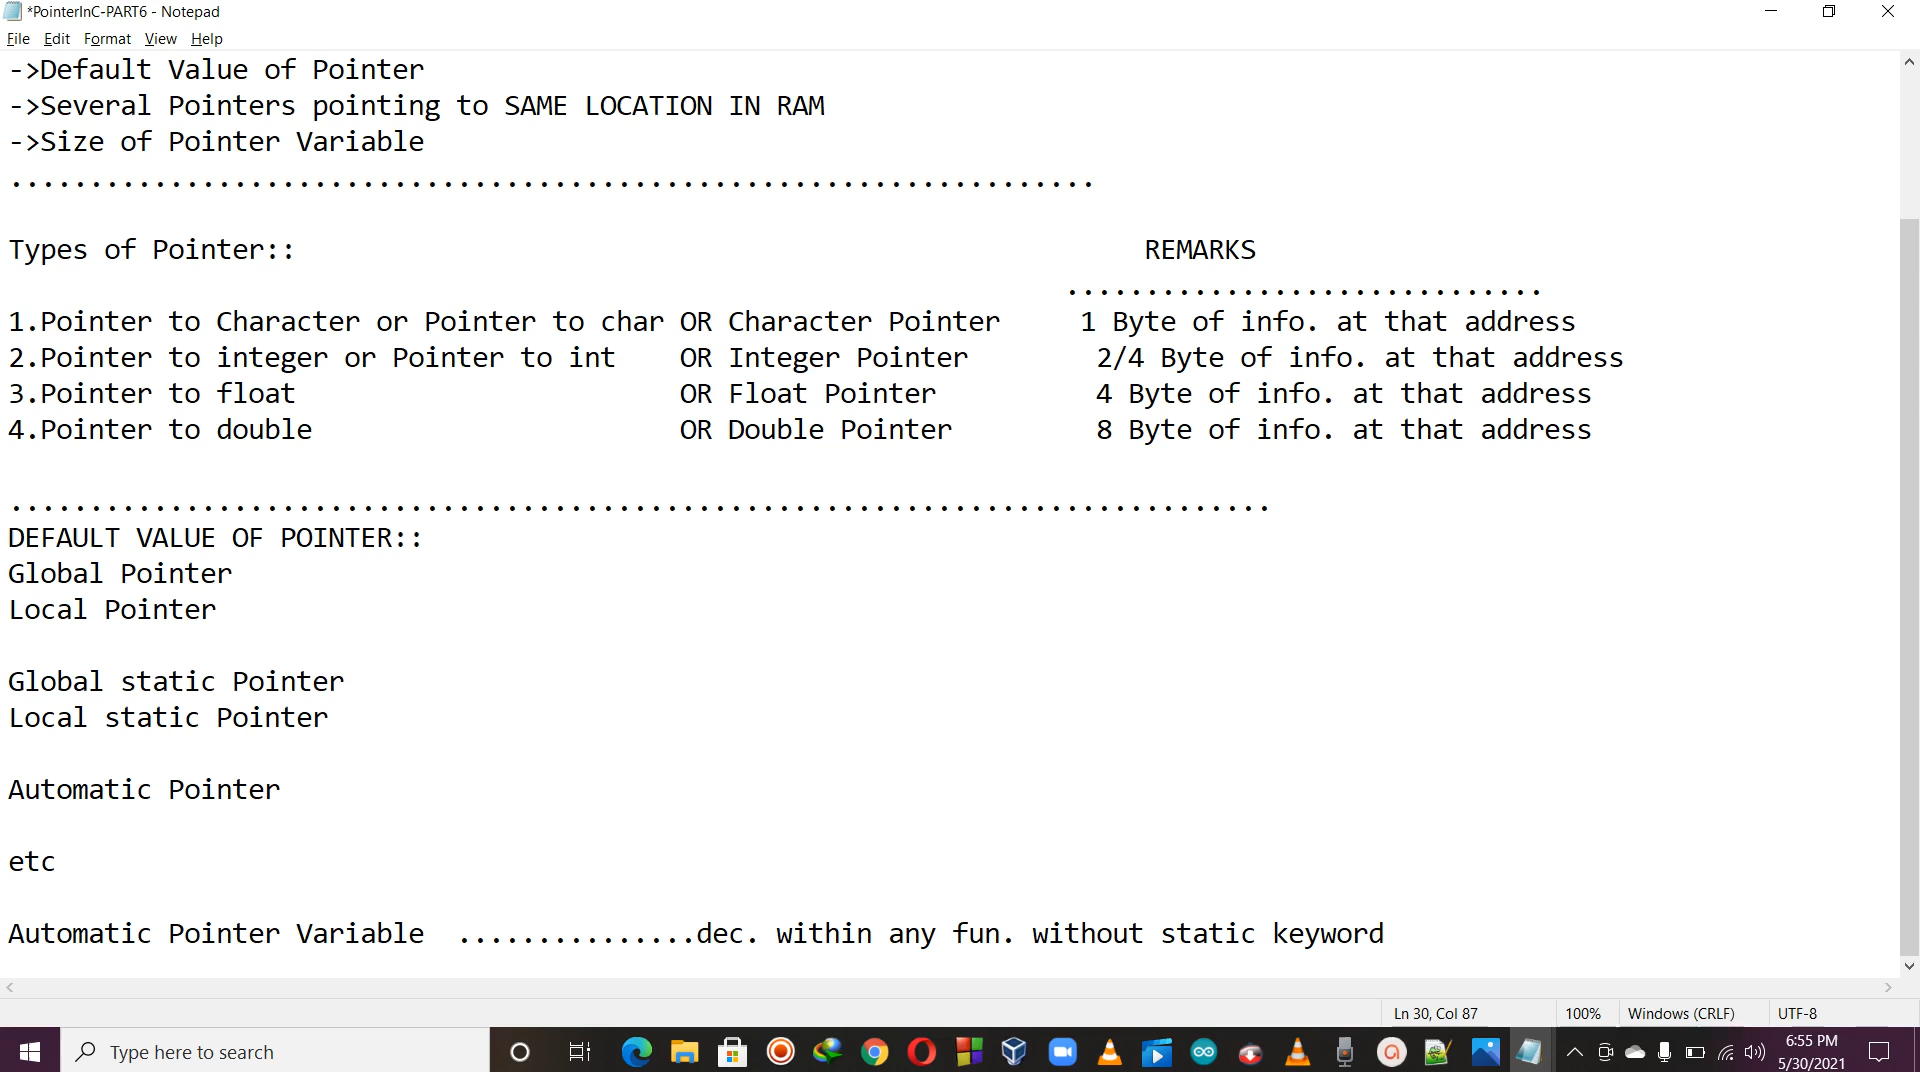 *PointerInC-PART6 - Notepad
File Edit Format View Help
->Default Value of Pointer
->Several Pointers pointing to SAME LOCATION IN RAM
->Size of Pointer Variable
....................................................................
Types of Pointer:: REMARKS
..............................
1.Pointer to Character or Pointer to char OR Character Pointer 1 Byte of info. at that address
2.Pointer to integer or Pointer to int OR Integer Pointer 2/4 Byte of info. at that address
3.Pointer to float OR Float Pointer 4 Byte of info. at that address
4.Pointer to double OR Double Pointer 8 Byte of info. at that address
...............................................................................
DEFAULT VALUE OF POINTER::
Global Pointer
Local Pointer
Global static Pointer
Local static Pointer
Automatic Pointer
etc
Automatic Pointer Variable ...............dec. within any fun. without static keyword
Ln 30, Col 87 100% Windows (CRLF) UTF-8
Type here to search
6:55 PM
5/30/2021